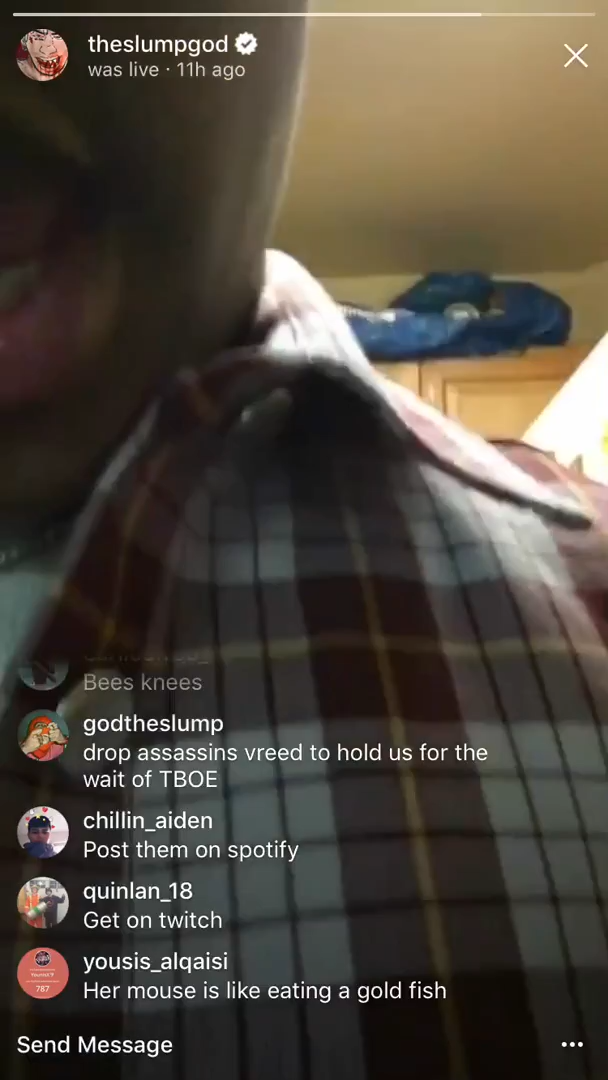 theslumpgod
was live · 11h ago
Bees knees
godtheslump
drop assassins vreed to hold us for the
wait of TBOE
chillin_aiden
Post them on spotify
quinlan_18
Get on twitch
yousis_alqaisi
Her mouse is like eating a gold fish
787
Send Message